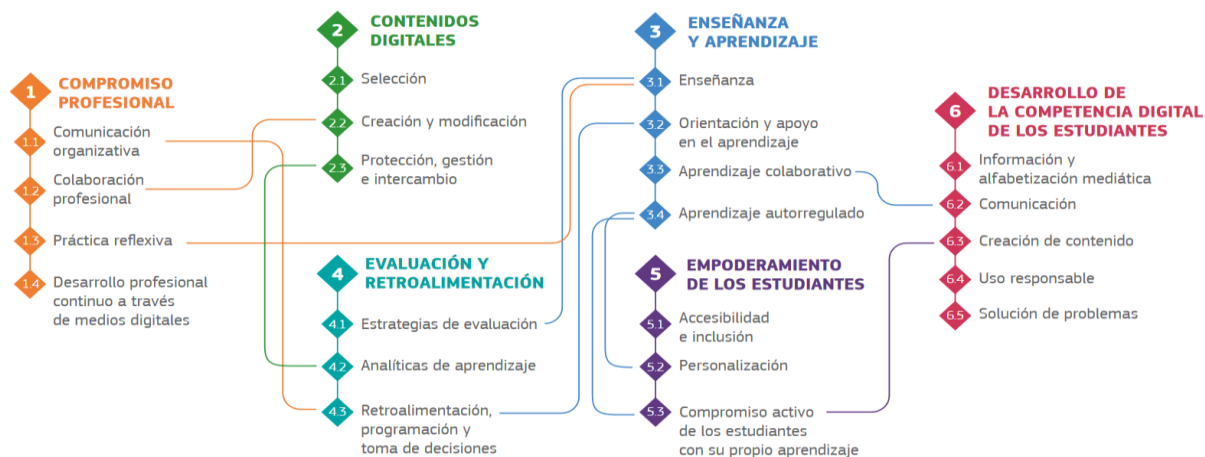 1
COMPROMISO
PROFESIONAL
1.1
Comunicación
organizativa
1.2
Colaboración
profesional
1.3
Práctica reflexiva
1.4
Desarrollo profesional
continuo a través
de medios digitales
2
CONTENIDOS
DIGITALES
2.1
Selección
2.2
Creación y modificación
2.3
Protección, gestión
e intercambio
3
ENSEÑANZA
Y APRENDIZAJE
3.1
Enseñanza
3.2
Orientación y apoyo
en el aprendizaje
3.3
Aprendizaje colaborativo
3.4
Aprendizaje autorregulado
4
EVALUACIÓN Y
RETROALIMENTACIÓN
4.1
Estrategias de evaluación
4.2
Analíticas de aprendizaje
4.3
Retroalimentación,
programación y
toma de decisiones
5
EMPODERAMIENTO
DE LOS ESTUDIANTES
5.1
Accesibilidad
e inclusión
5.2
Personalización
5.3
Compromiso activo
de los estudiantes
con su propio aprendizaje
6
DESARROLLO DE
LA COMPETENCIA DIGITAL
DE LOS ESTUDIANTES
6.1
Información y
alfabetización mediática
6.2
Comunicación
6.3
Creación de contenido
6.4
Uso responsable
6.5
Solución de problemas